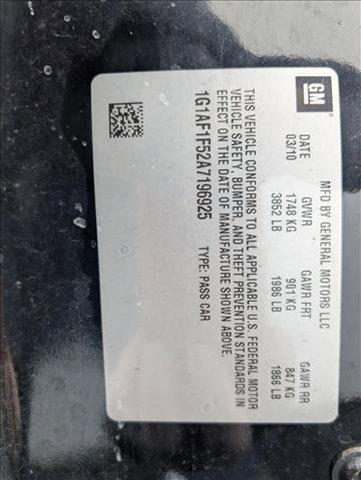 GM
MFD BY GENERAL MOTORS LLC
DATE GVWR GAWR FRT GAWR RR
03/10 1748 KG 901 KG 847 KG
3852 LB 1986 LB 1866 LB
THIS VEHICLE CONFORMS TO ALL APPLICABLE U.S. FEDERAL MOTOR
VEHICLE SAFETY, BUMPER, AND THEFT PREVENTION STANDARDS IN
EFFECT ON THE DATE OF MANUFACTURE SHOWN ABOVE.
1G1AF1F52A7196925 TYPE: PASS CAR